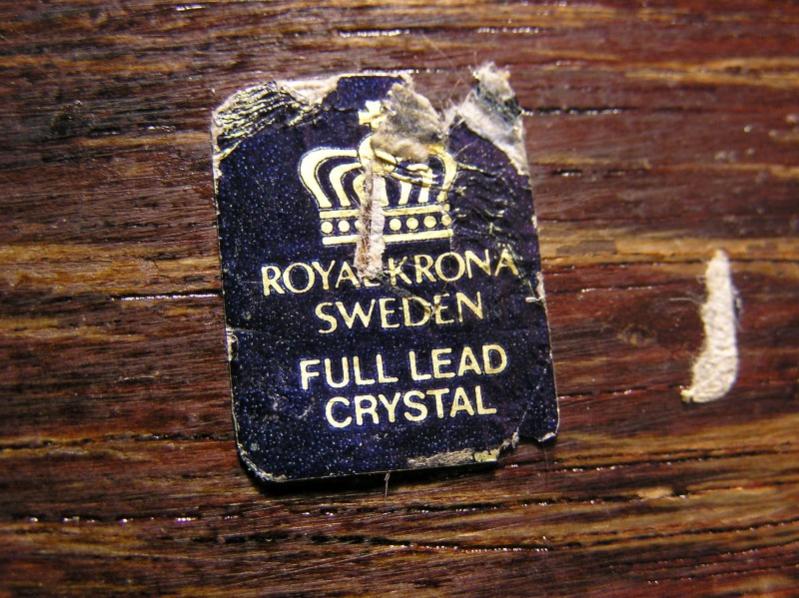 ROYAL KRONA
SWEDEN
FULL LEAD
CRYSTAL